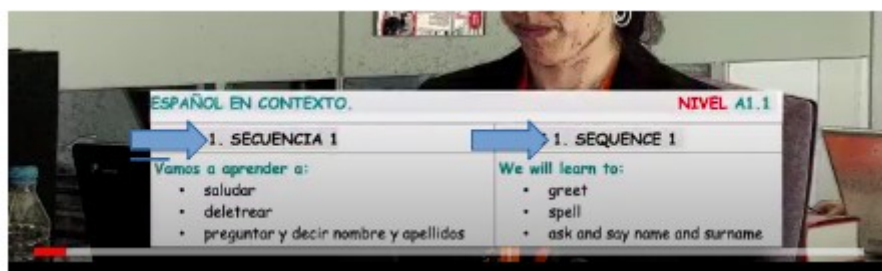 ESPAÑOL EN CONTEXTO. NIVEL A1.1
1. SECUENCIA 1
1. SEQUENCE 1
Vamos a aprender a:
• saludar
• deletrear
• preguntar y decir nombre y apellidos
We will learn to:
• greet
• spell
• ask and say name and surname